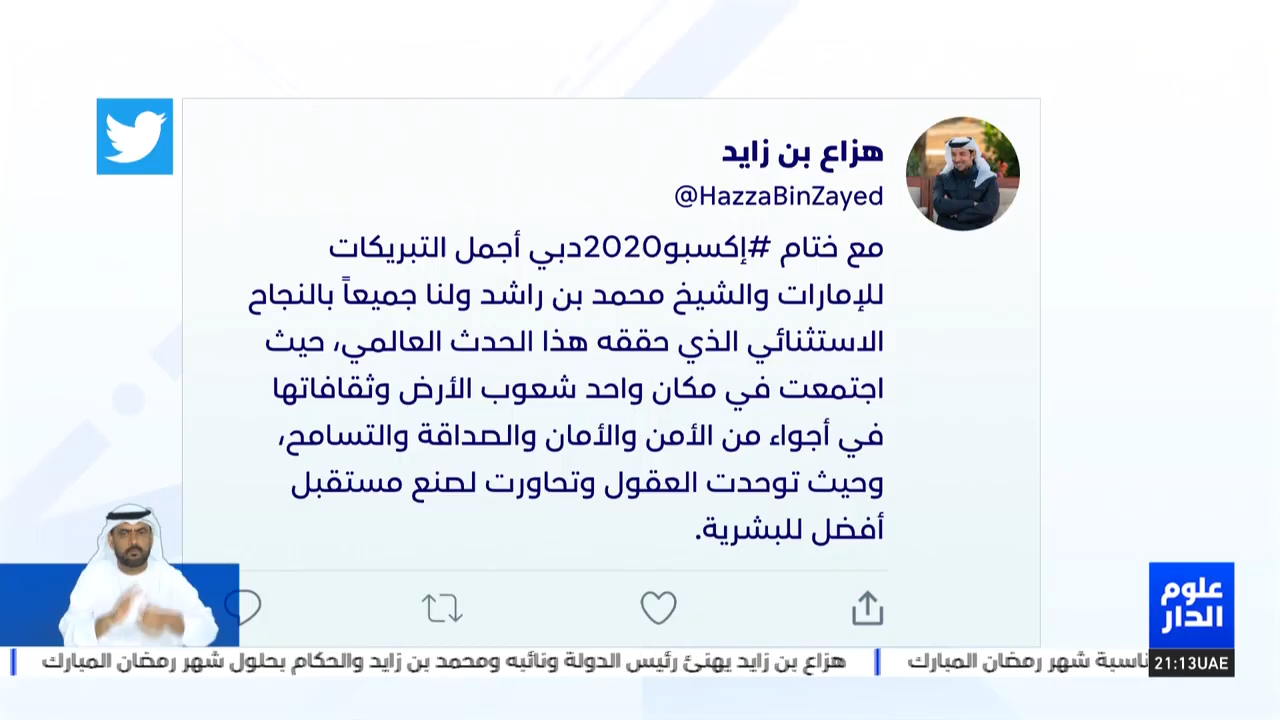 هزاع بن زايد
@HazzaBinZayed
مع ختام #إكسبو2020دبي أجمل التبريكات
للإمارات والشيخ محمد بن راشد ولنا جميعاً بالنجاح
الاستثنائي الذي حققه هذا الحدث العالمي، حيث
اجتمعت في مكان واحد شعوب الأرض وثقافاتها
في أجواء من الأمن والأمان والصداقة والتسامح،
وحيث توحدت العقول وتحاورت لصنع مستقبل
أفضل للبشرية.
علوم
الدار
21:13UAE
شهر رمضان المبارك
هزاع بن زايد يهنئ رئيس الدولة ونائبه ومحمد بن زايد والحكام بحلول شهر رمضان المبارك